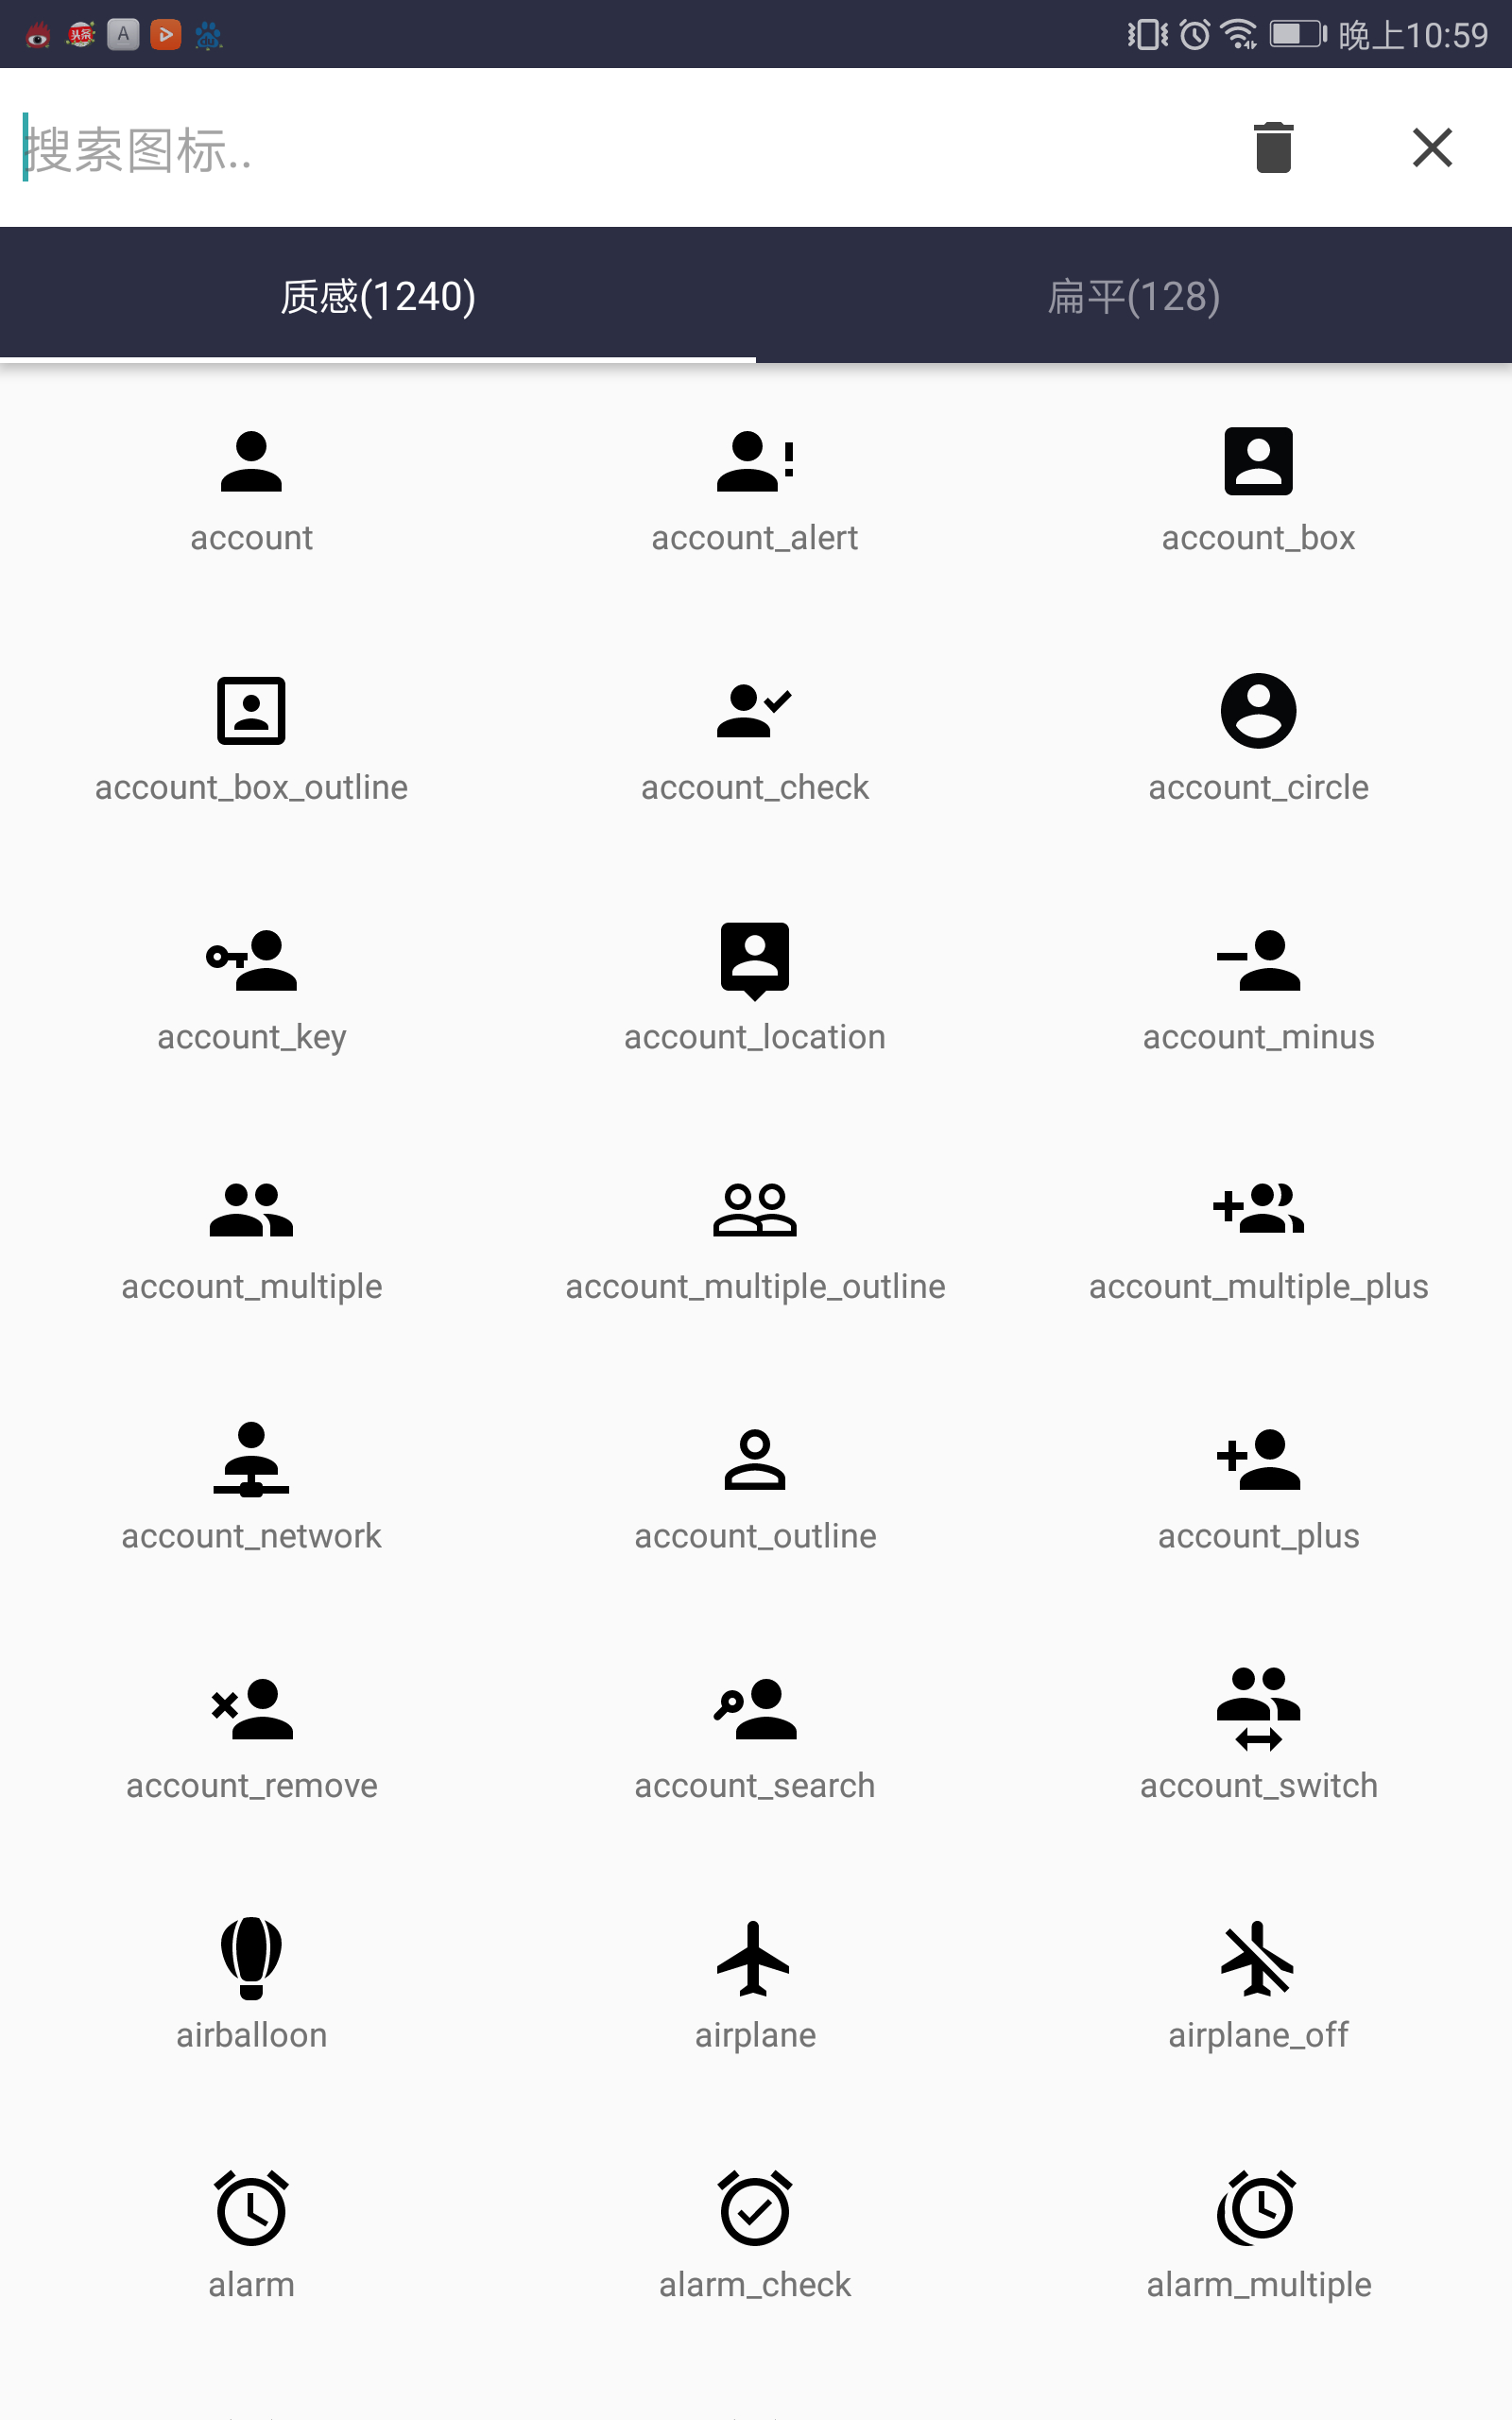 晚上10:59
搜索图标..
质感(1240) 扁平(128)
account account_alert account_box
account_box_outline account_check account_circle
account_key account_location account_minus
account_multiple account_multiple_outline account_multiple_plus
account_network account_outline account_plus
account_remove account_search account_switch
airballoon airplane airplane_off
alarm alarm_check alarm_multiple